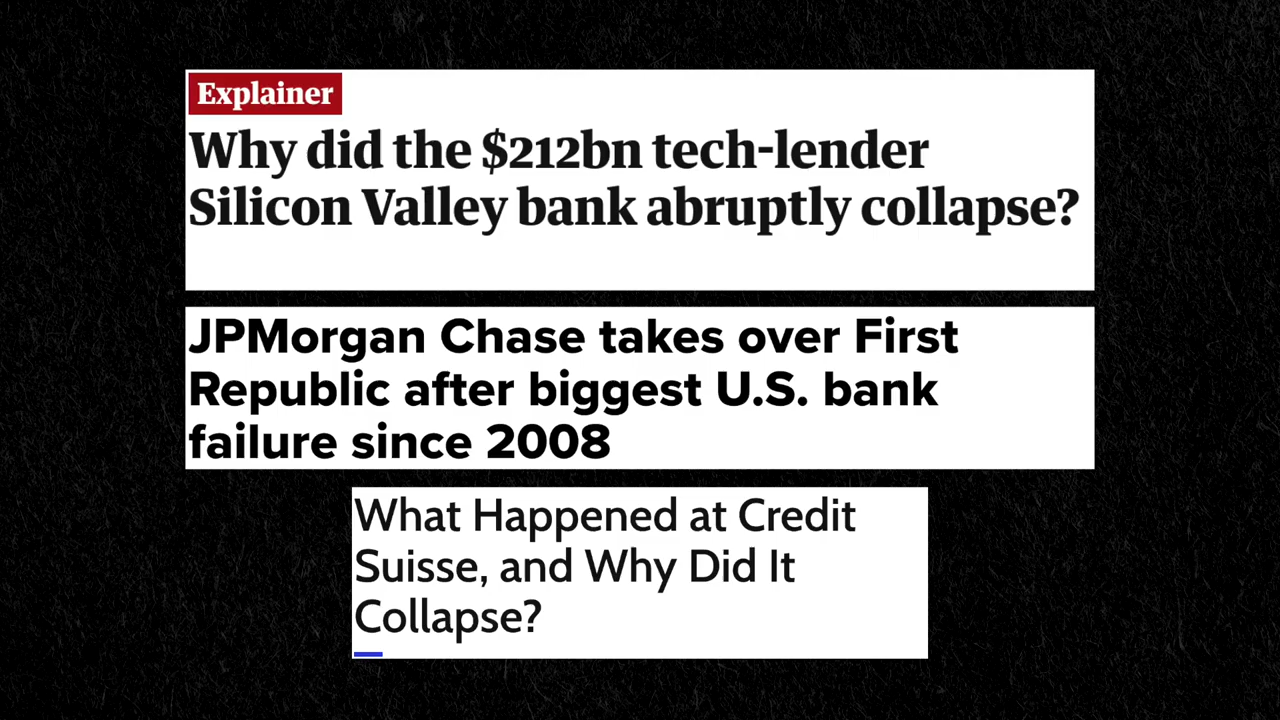 Explainer
Why did the $212bn tech-lender
Silicon Valley bank abruptly collapse?
JPMorgan Chase takes over First
Republic after biggest U.S. bank
failure since 2008
What Happened at Credit
Suisse, and Why Did It
Collapse?